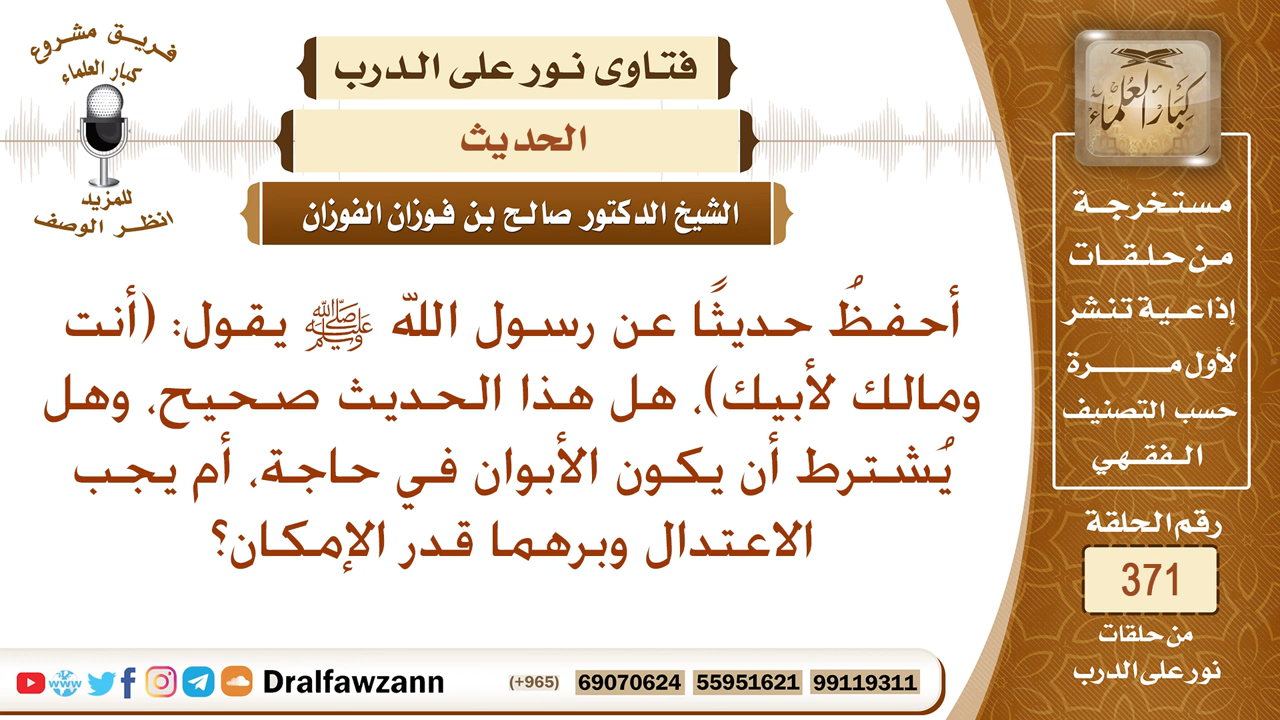 فريق مشروع
كبار العلماء
للمزيد
انظر الوصف
فتاوى نور على الدرب
الحديث
الشيخ الدكتور صالح بن فوزان الفوزان
أحفظُ حديثًا عن رسول الله ﷺ يقول: (أنت
ومالك لأبيك)، هل هذا الحديث صحيح، وهل
يُشترط أن يكون الأبوان في حاجة، أم يجب
الاعتدال وبرهما قدر الإمكان؟
كبار العلماء
مستخرجة
من حلقات
إذاعية تنشر
لأول مرة
حسب التصنيف
الفقهي
رقم الحلقة
371
من حلقات
نور على الدرب
www Dralfawzann (+965) 69070624 55951621 99119311